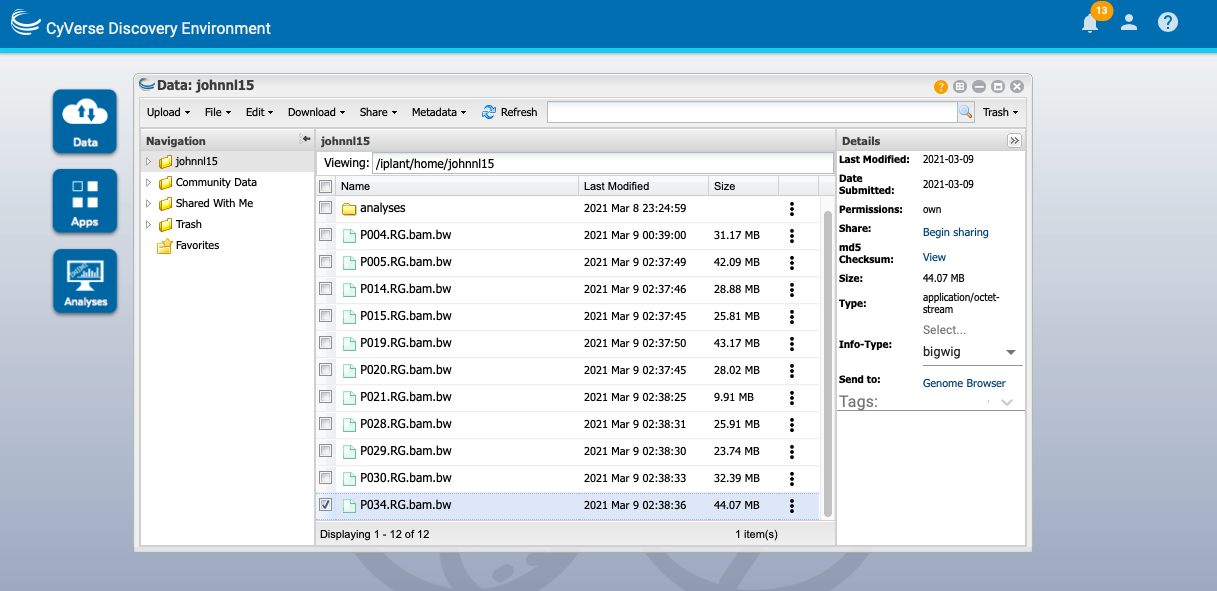 13
CyVerse Discovery Environment
Data
Apps
Analyses
Data: johnnl15
Upload File Edit Download Share Metadata Refresh Trash
Navigation
johnnl15
Community Data
Shared With Me
Trash
Favorites
johnnl15
Viewing: /iplant/home/johnnl15
Name Last Modified Size
analyses 2021 Mar 8 23:24:59
P004.RG.bam.bw 2021 Mar 9 00:39:00 31.17 MB
P005.RG.bam.bw 2021 Mar 9 02:37:49 42.09 MB
P014.RG.bam.bw 2021 Mar 9 02:37:46 28.88 MB
P015.RG.bam.bw 2021 Mar 9 02:37:45 25.81 MB
P019.RG.bam.bw 2021 Mar 9 02:37:50 43.17 MB
P020.RG.bam.bw 2021 Mar 9 02:37:45 28.02 MB
P021.RG.bam.bw 2021 Mar 9 02:38:25 9.91 MB
P028.RG.bam.bw 2021 Mar 9 02:38:31 25.91 MB
P029.RG.bam.bw 2021 Mar 9 02:38:30 23.74 MB
P030.RG.bam.bw 2021 Mar 9 02:38:33 32.39 MB
P034.RG.bam.bw 2021 Mar 9 02:38:36 44.07 MB
Displaying 1 - 12 of 12 1 item(s)
Details
Last Modified: 2021-03-09
Date
Submitted: 2021-03-09
Permissions: own
Share: Begin sharing
md5
Checksum: View
Size: 44.07 MB
Type: application/octet-
stream
Select...
Info-Type: bigwig
Send to: Genome Browser
Tags: